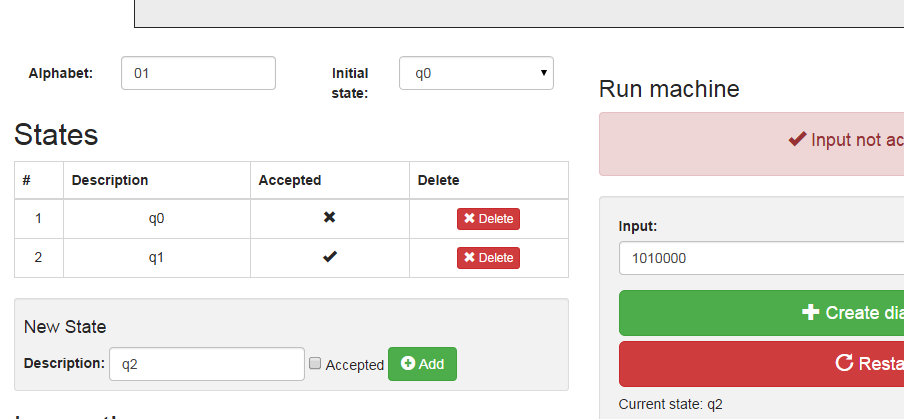 Alphabet: 01 Initial state: q0
States
# Description Accepted Delete
1 q0 Delete
2 q1 Delete
New State
Description: q2 Accepted Add
Run machine
Input not ac
Input:
1010000
Create dia
Resta
Current state: q2